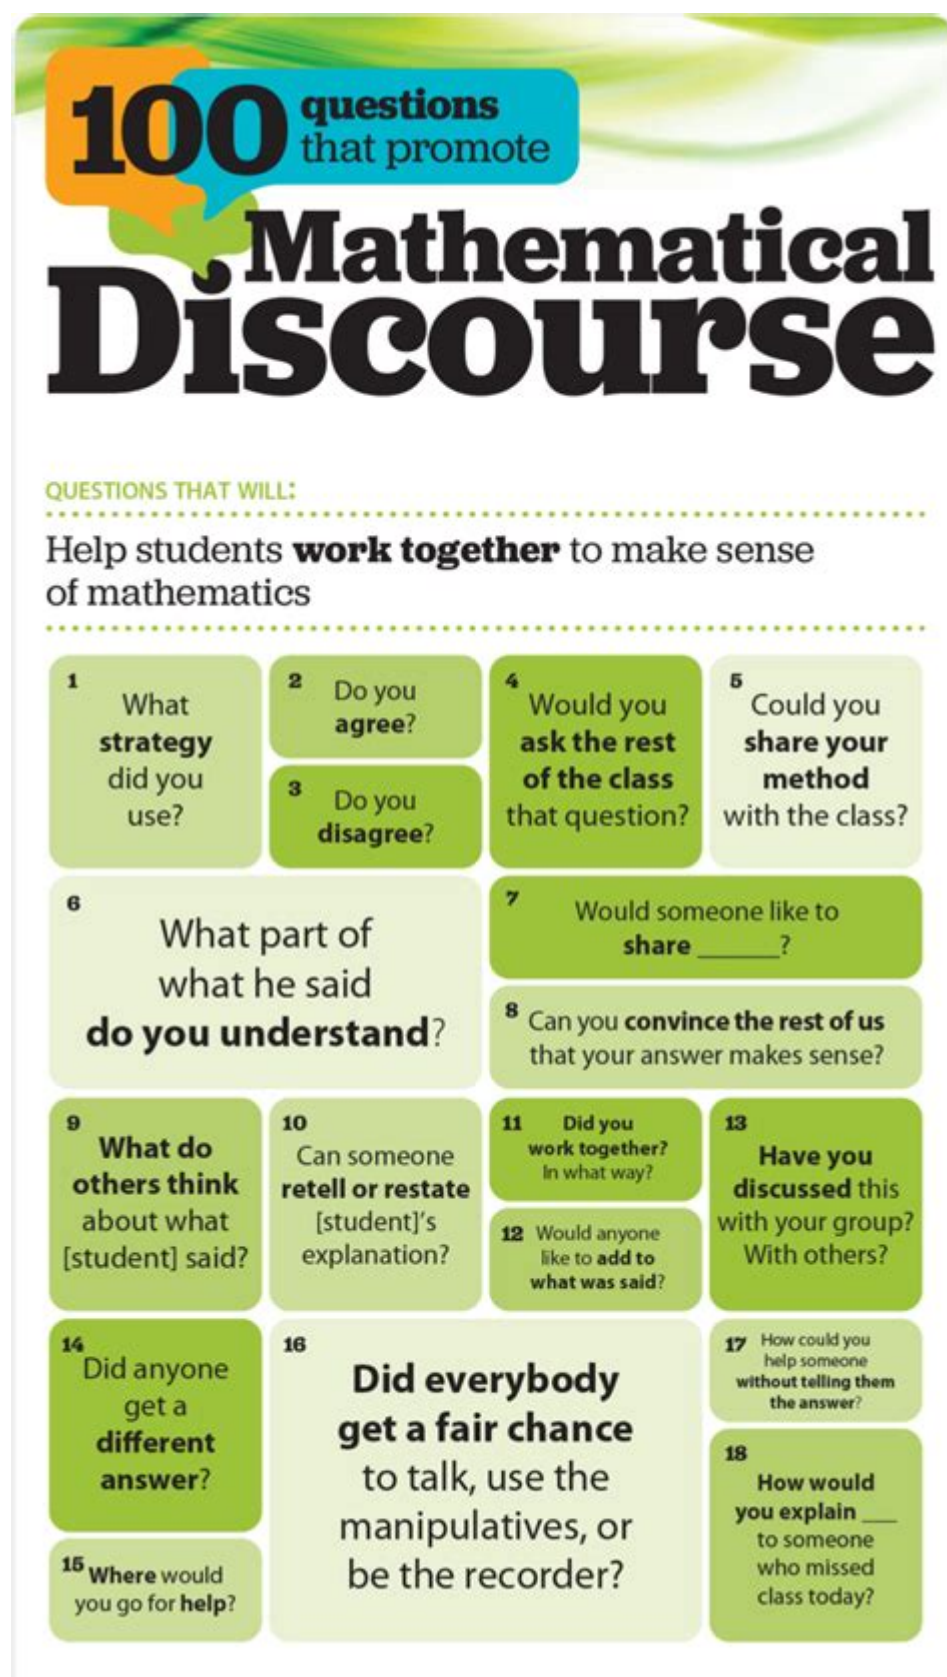 100 questions
that promote
Mathematical
Discourse
QUESTIONS THAT WILL:
Help students work together to make sense
of mathematics
1
What
strategy
did you
use?
2
Do you
agree?
3
Do you
disagree?
4
Would you
ask the rest
of the class
that question?
5
Could you
share your
method
with the class?
6
What part of
what he said
do you understand?
7
Would someone like to
share ______?
8 Can you convince the rest of us
that your answer makes sense?
9
What do
others think
about what
[student] said?
10
Can someone
retell or restate
[student]'s
explanation?
11 Did you
work together?
In what way?
12 Would anyone
like to add to
what was said?
13
Have you
discussed this
with your group?
With others?
14
Did anyone
get a
different
answer?
15 Where would
you go for help?
16
Did everybody
get a fair chance
to talk, use the
manipulatives, or
be the recorder?
17 How could you
help someone
without telling them
the answer?
18
How would
you explain ___
to someone
who missed
class today?